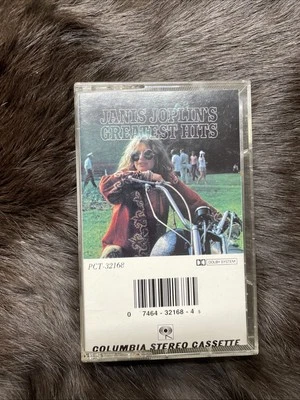 JANIS JOPLIN'S
GREATEST HITS
PCT-32168
DOLBY SYSTEM
0 7464-32168-4
COLUMBIA STEREO CASSETTE